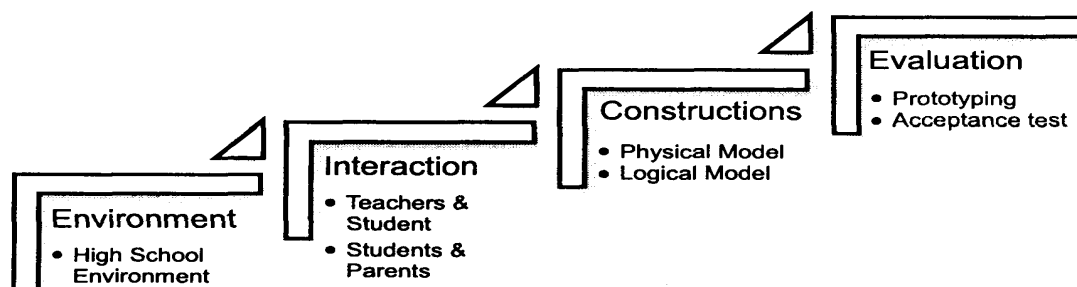 Environment
• High School
Environment
Interaction
• Teachers &
Student
• Students &
Parents
Constructions
• Physical Model
• Logical Model
Evaluation
• Prototyping
• Acceptance test